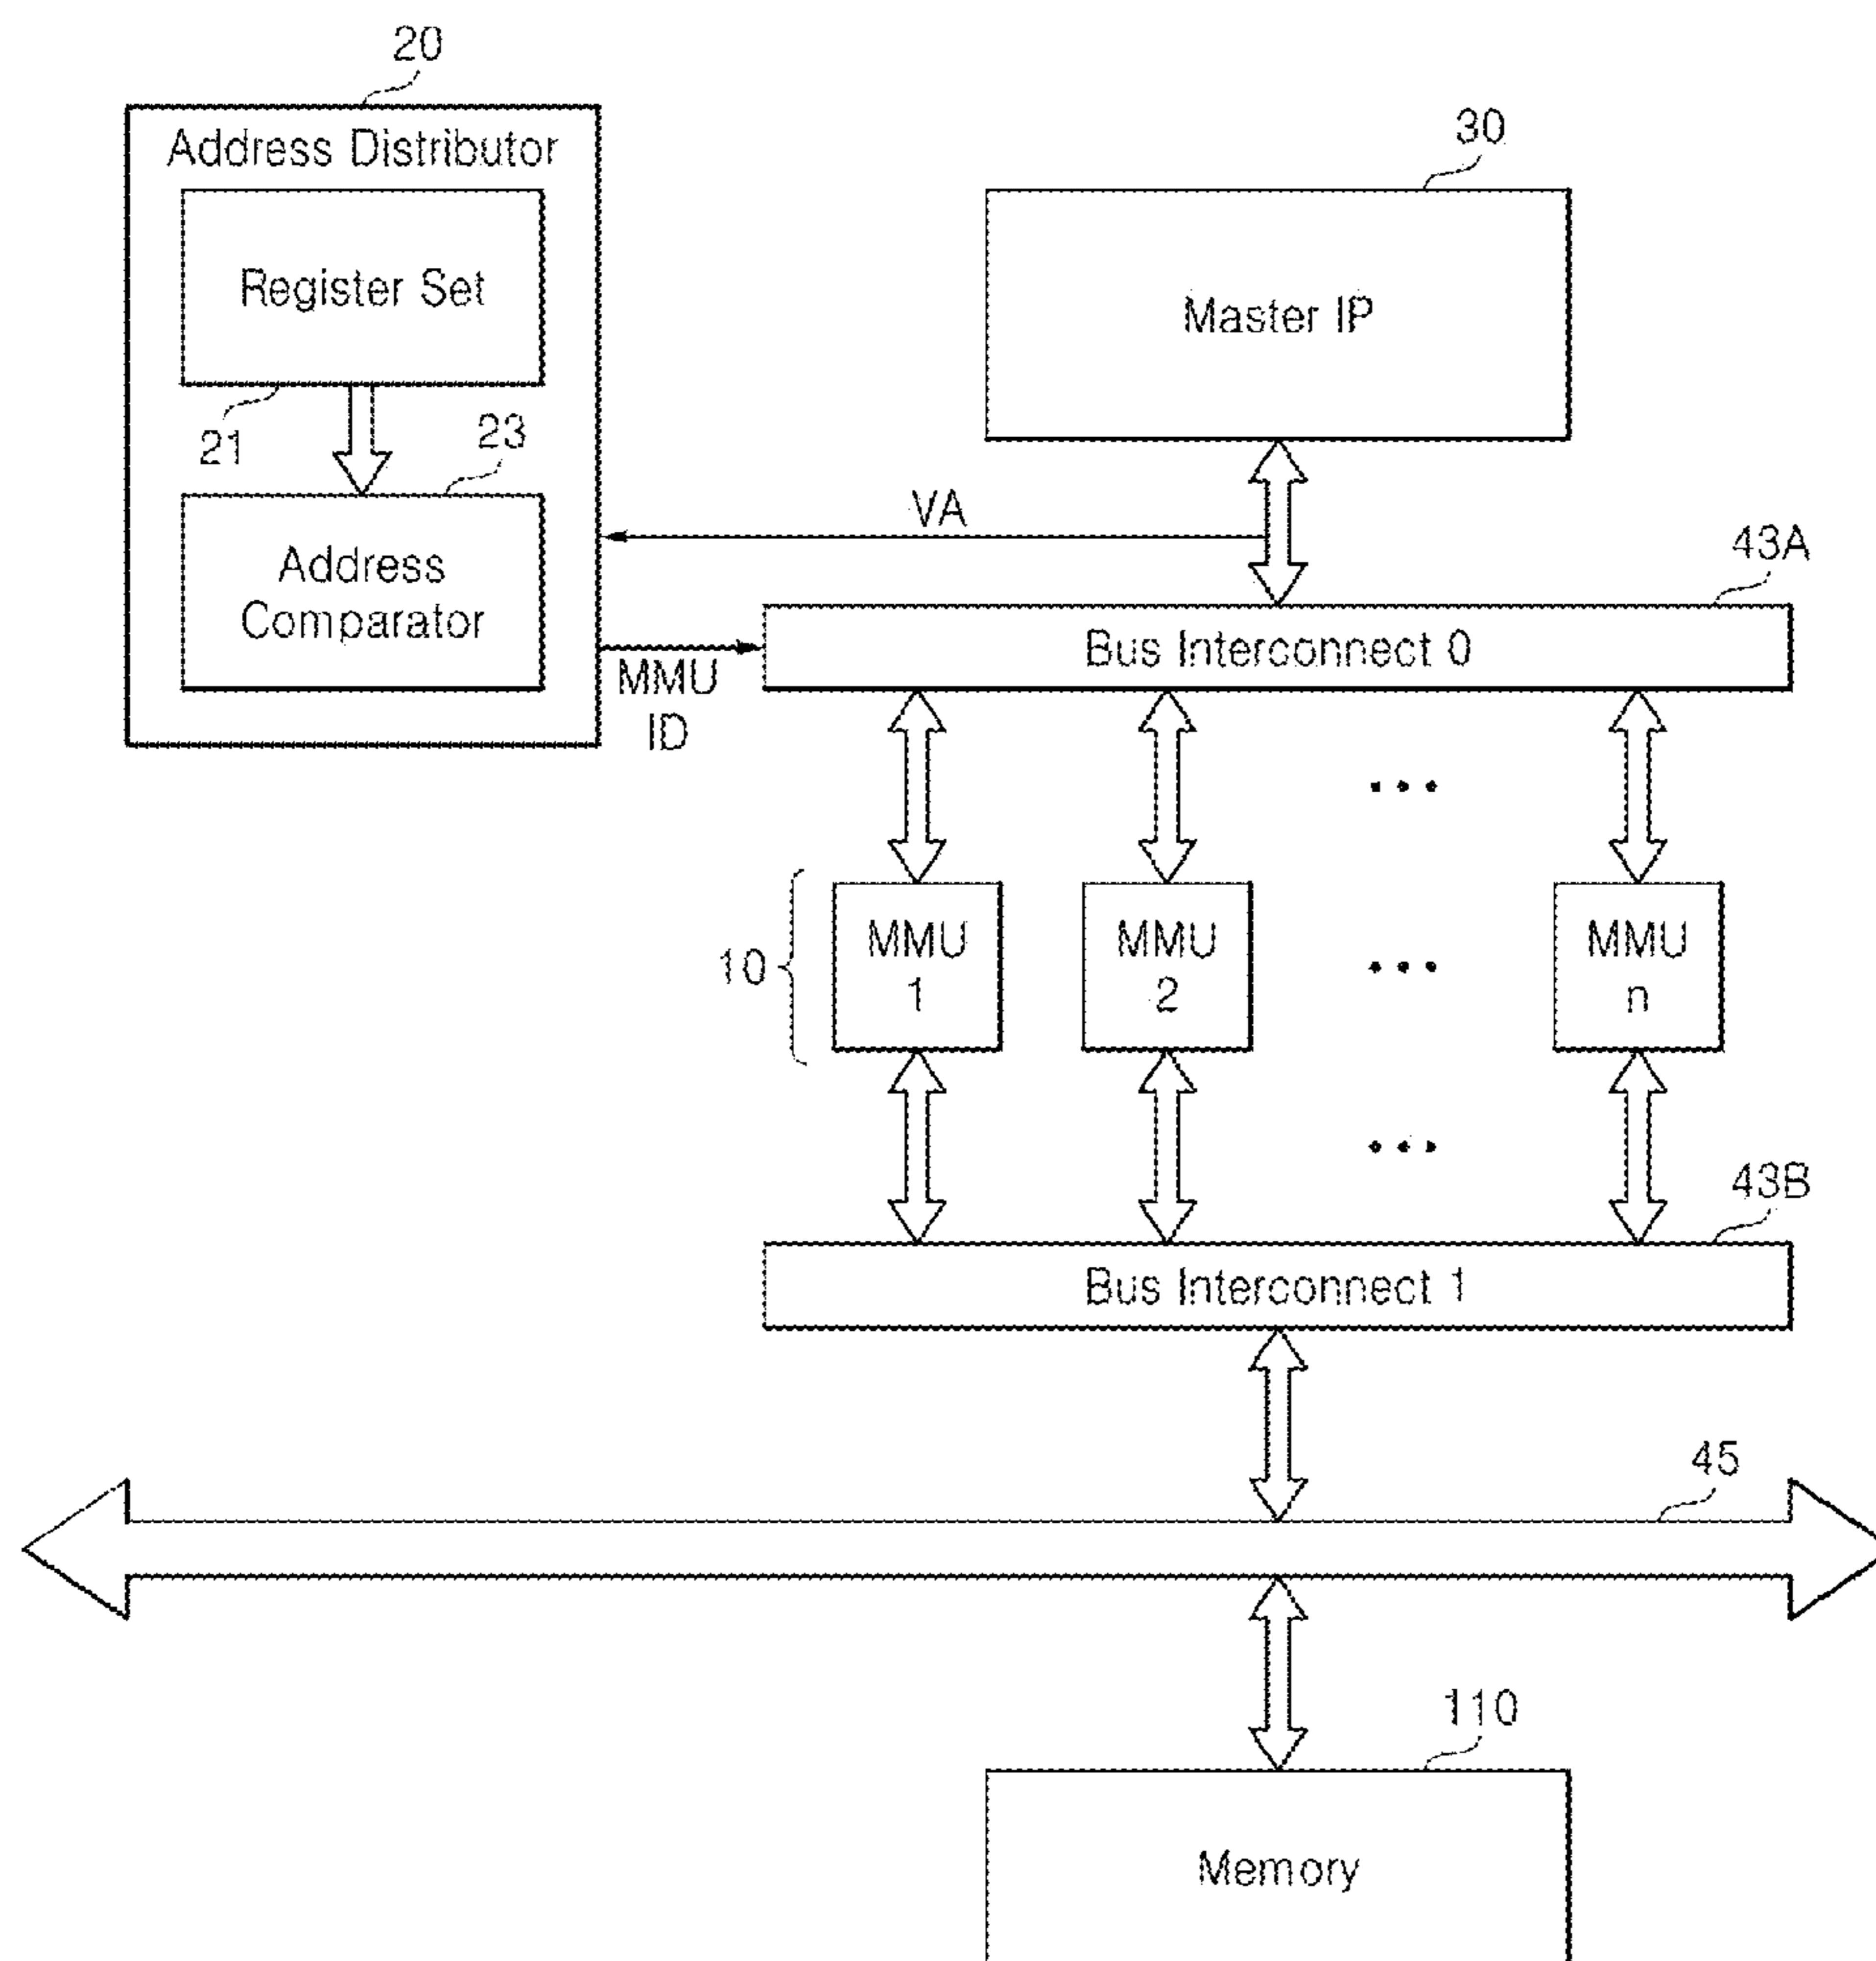 20
Address Distributor
30
Register Set
Master IP
21
23
VA
43A
Address
Comparator
Bus Interconnect 0
MMU
ID
10
MMU
1
MMU
2
...
MMU
n
43B
Bus Interconnect 1
45
110
Memory